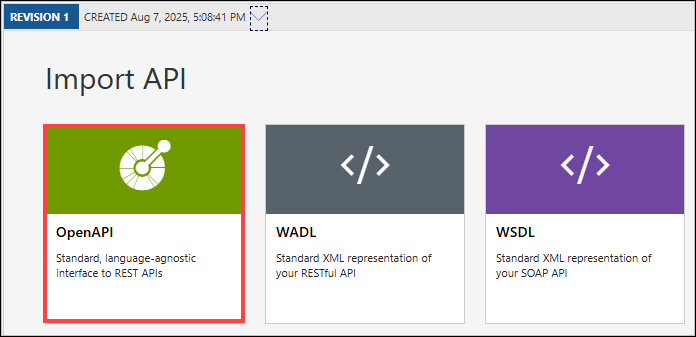 REVISION 1 CREATED Aug 7, 2025, 5:08:41 PM
Import API
OpenAPI
Standard, language-agnostic
interface to REST APIs
</>
WADL
Standard XML representation of
your RESTful API
</>
WSDL
Standard XML representation of
your SOAP API